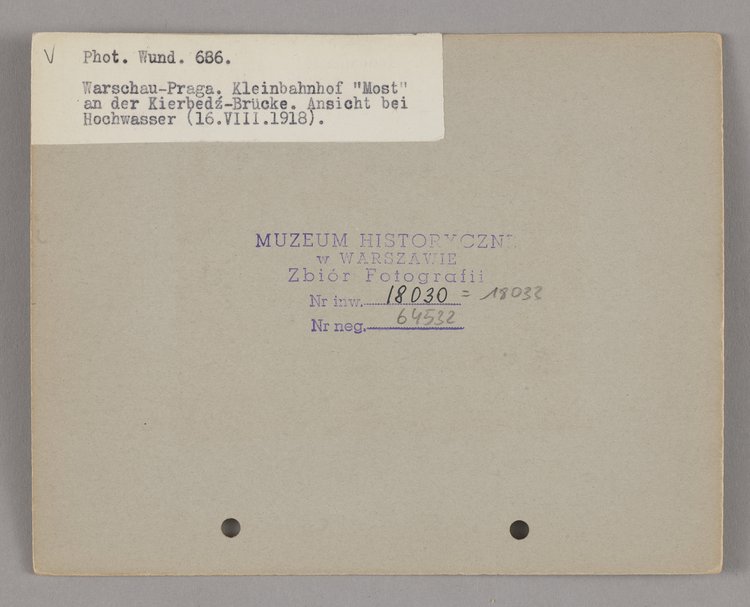 V Phot. Wund. 686.
Warschau-Praga. Kleinbahnhof "Most"
an der Kierbedź-Brücke. Ansicht bei
Hochwasser (16.VIII.1918).
MUZEUM HISTORYCZNE
w WARSZAWIE
Zbiór Fotografii
Nr inw. 18030 = 18032
Nr neg. 64532